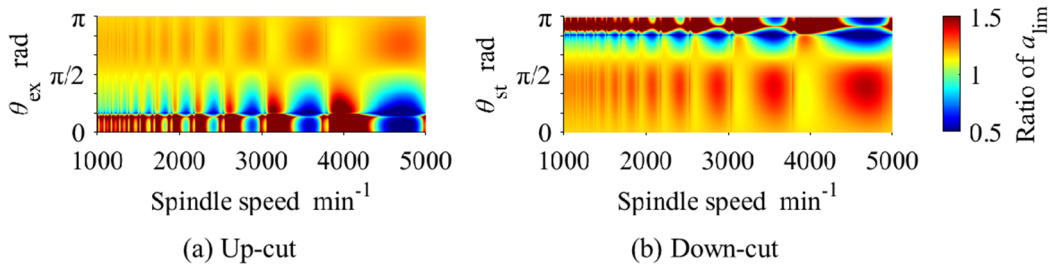 π
π/2
0
θex rad
1000 2000 3000 4000 5000
Spindle speed min-1
(a) Up-cut
π
π/2
0
θst rad
1000 2000 3000 4000 5000
Spindle speed min-1
(b) Down-cut
1.5
1
0.5
Ratio of alim